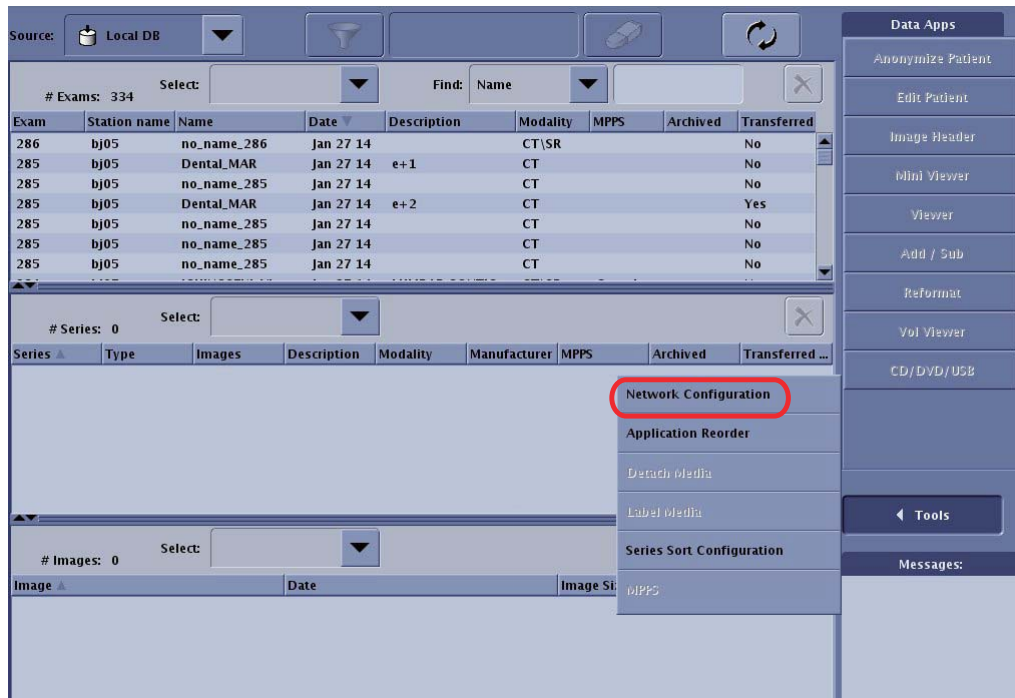 Source: Local DB
Select: Find: Name
# Exams: 334
Exam Station name Name Date Description Modality MPPS Archived Transferred
286 bj05 no_name_286 Jan 27 14 CT\SR No
285 bj05 Dental_MAR Jan 27 14 e+1 CT No
285 bj05 no_name_285 Jan 27 14 CT No
285 bj05 Dental_MAR Jan 27 14 e+2 CT Yes
285 bj05 no_name_285 Jan 27 14 CT No
285 bj05 no_name_285 Jan 27 14 CT No
285 bj05 no_name_285 Jan 27 14 CT No
Select:
# Series: 0
Series Type Images Description Modality Manufacturer MPPS Archived Transferred ...
Network Configuration
Application Reorder
Detach Media
Label Media
Series Sort Configuration
MPPS
Select:
# Images: 0
Image Date Image Si
Data Apps
Anonymize Patient
Edit Patient
Image Header
Mini Viewer
Viewer
Add / Sub
Reformat
Vol Viewer
CD/DVD/USB
Tools
Messages: